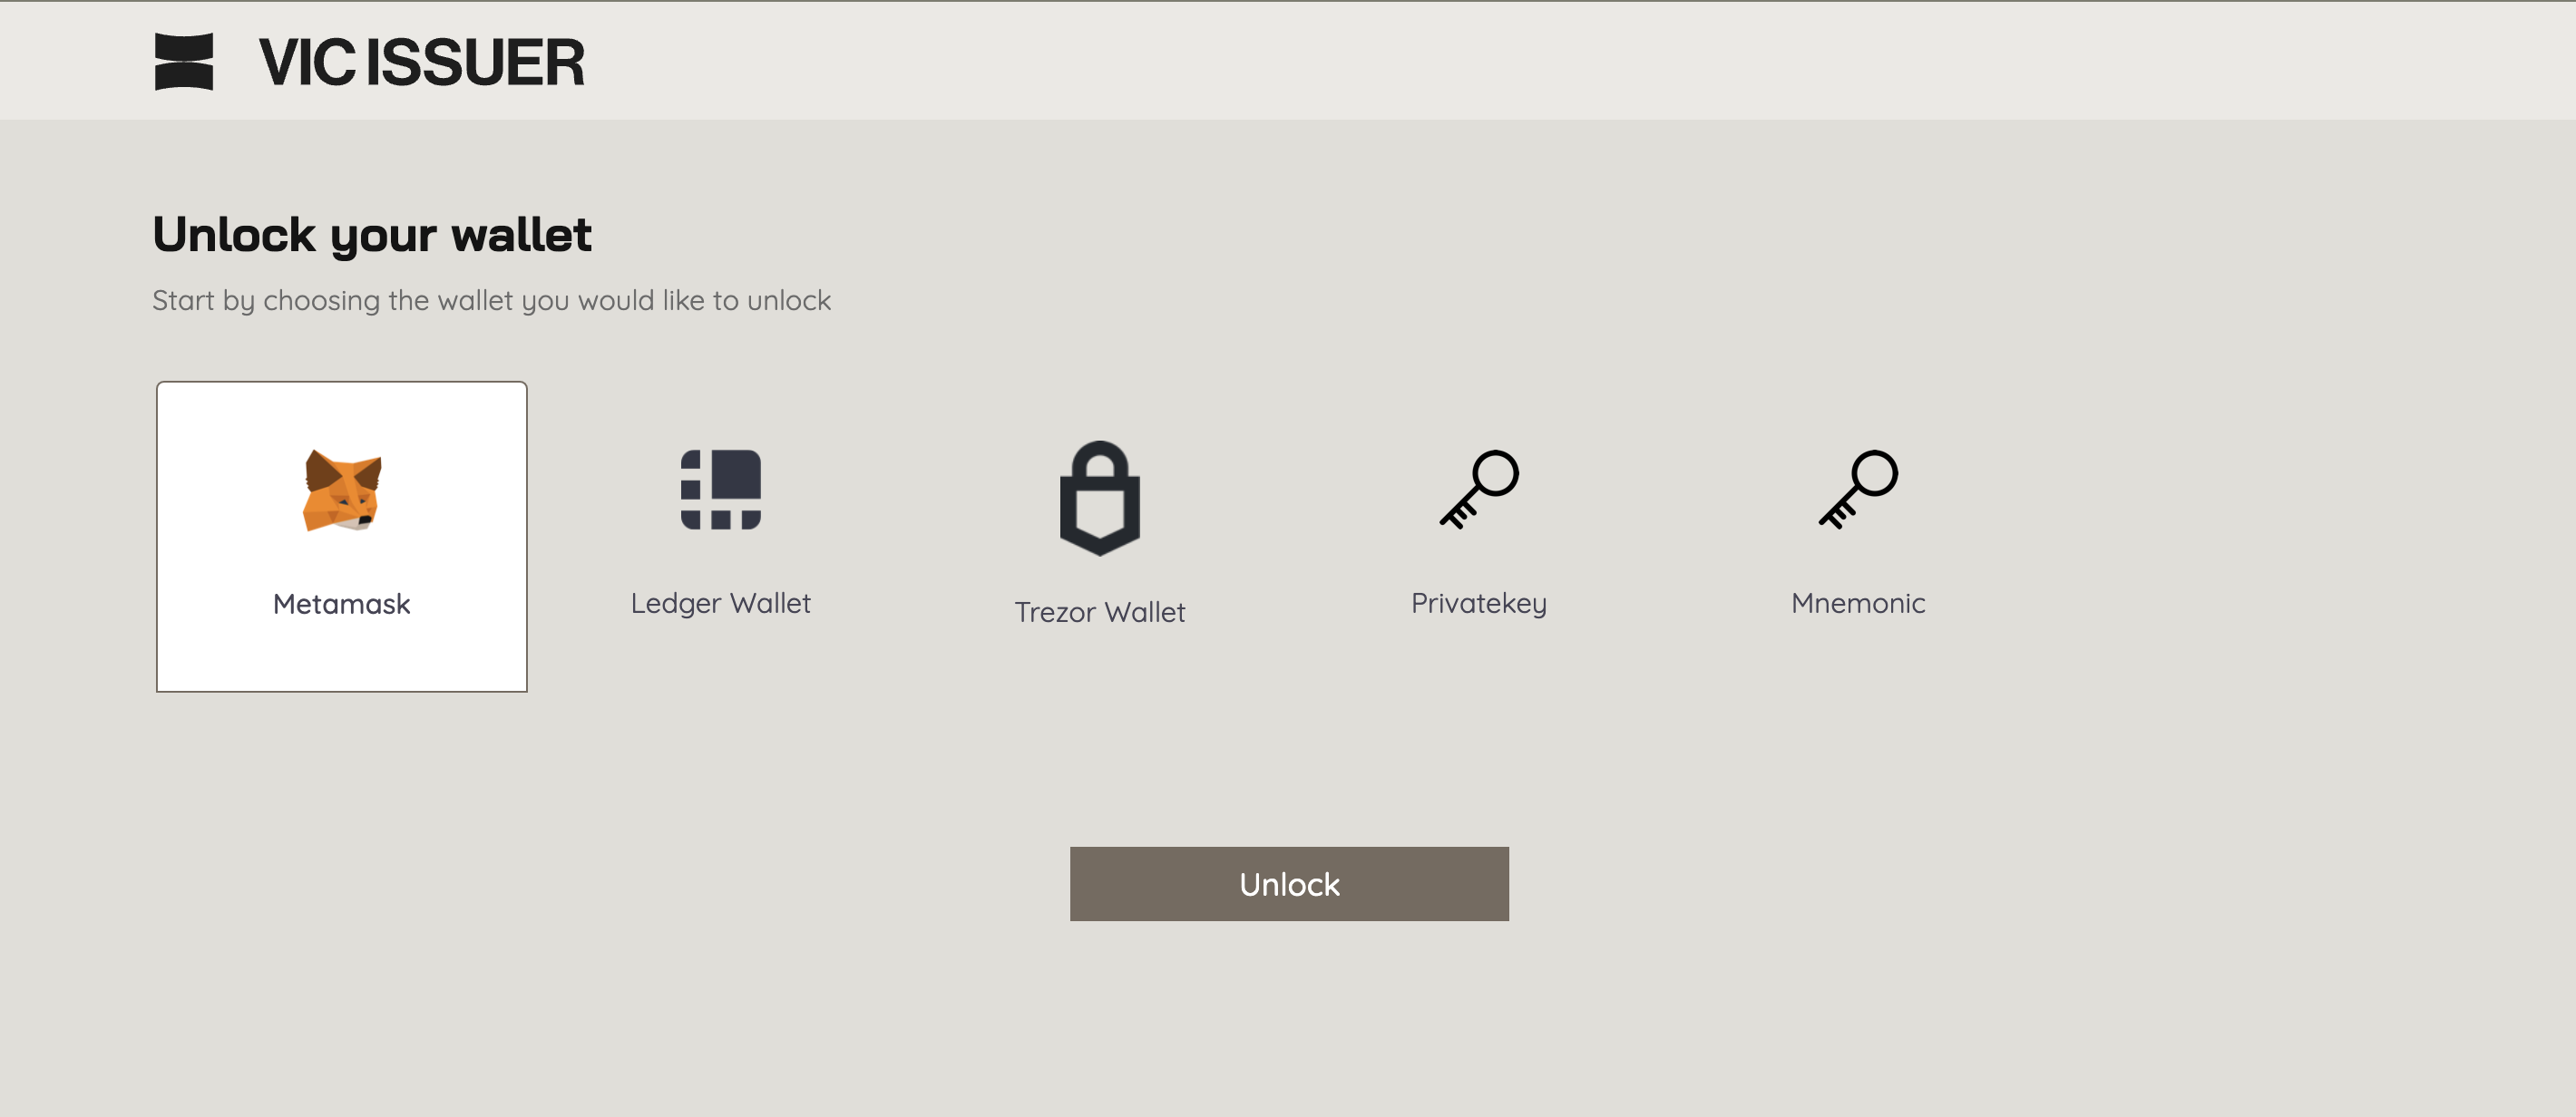 VIC ISSUER
Unlock your wallet
Start by choosing the wallet you would like to unlock
Metamask
Ledger Wallet
Trezor Wallet
Privatekey
Mnemonic
Unlock